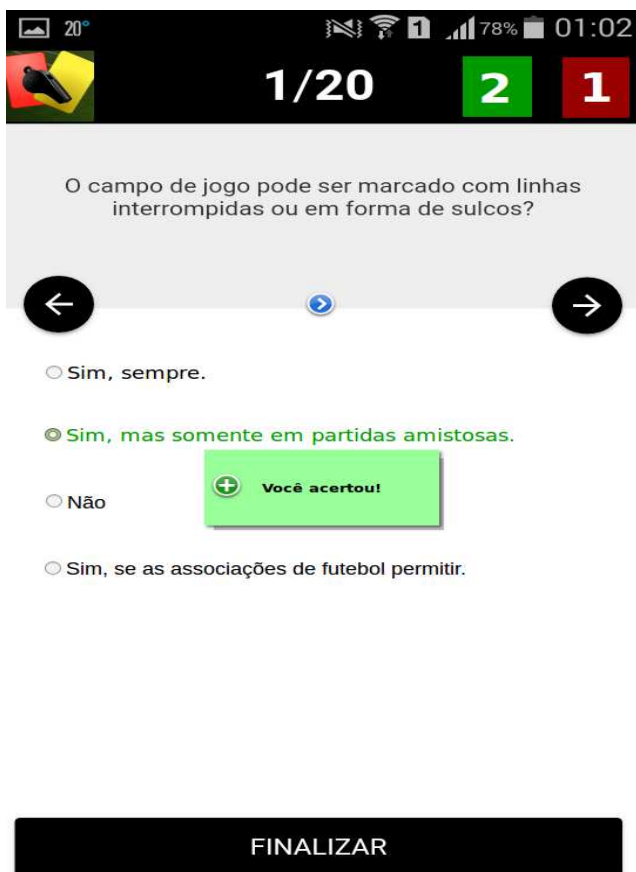 20° 1 78% 01:02
1/20 2 1
O campo de jogo pode ser marcado com linhas
interrompidas ou em forma de sulcos?
Sim, sempre.
Sim, mas somente em partidas amistosas.
Você acertou!
Não
Sim, se as associações de futebol permitir.
FINALIZAR